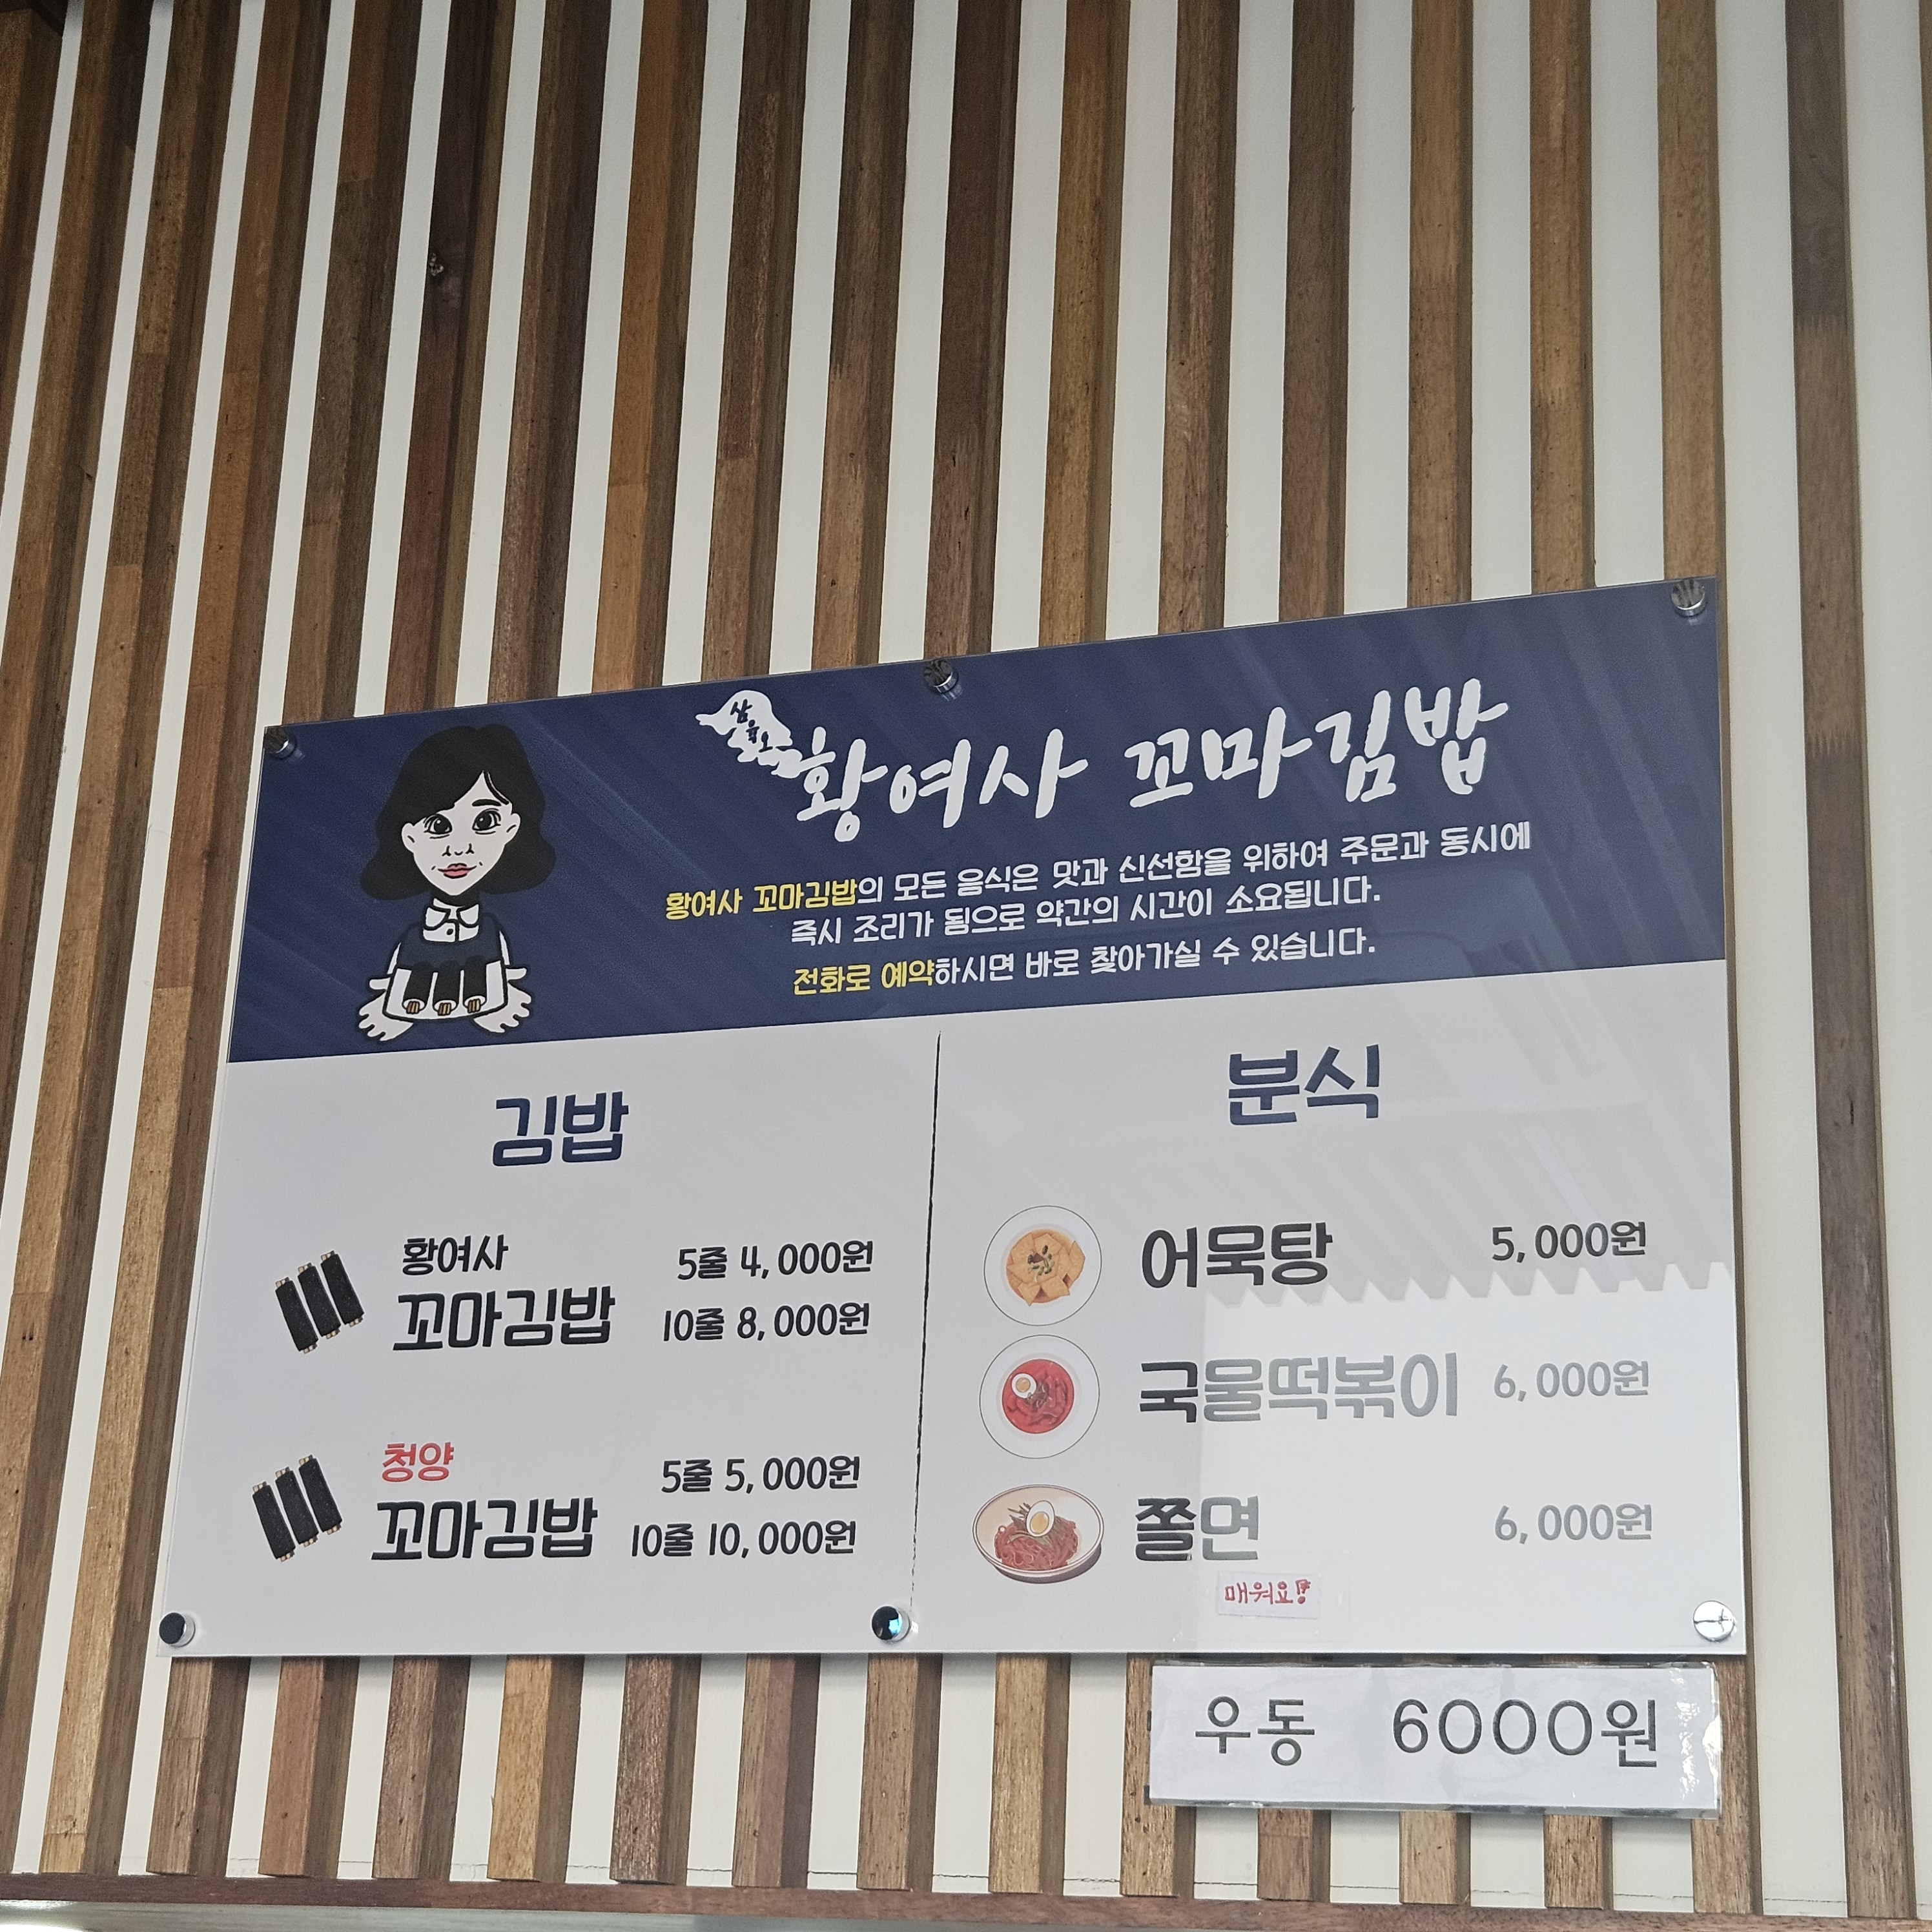 삼율오
황여사 꼬마김밥
황여사 꼬마김밥의 모든 음식은 맛과 신선함을 위하여 주문과 동시에
즉시 조리가 됨으로 약간의 시간이 소요됩니다.
전화로 예약하시면 바로 찾아가실 수 있습니다.
김밥
황여사
꼬마김밥
5줄 4,000원
10줄 8,000원
청양
꼬마김밥
5줄 5,000원
10줄 10,000원
분식
어묵탕 5,000원
국물떡볶이 6,000원
쫄면 6,000원
매워요!
우동 6000원